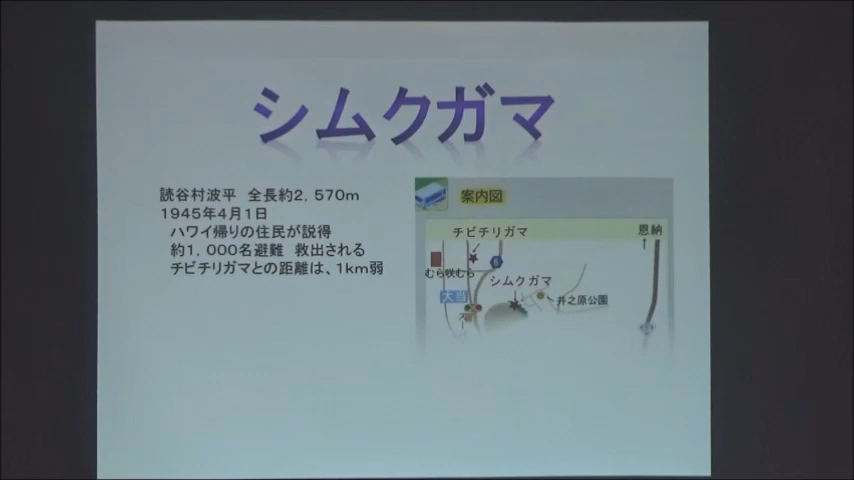 シムクガマ
読谷村波平　全長約2，570m
1945年4月1日
ハワイ帰りの住民が説得
約1，000名避難　救出される
チビチリガマとの距離は、1km弱
案内図
チビチリガマ
恩納
6
むら咲むら
シムクガマ
大当
井之原公園